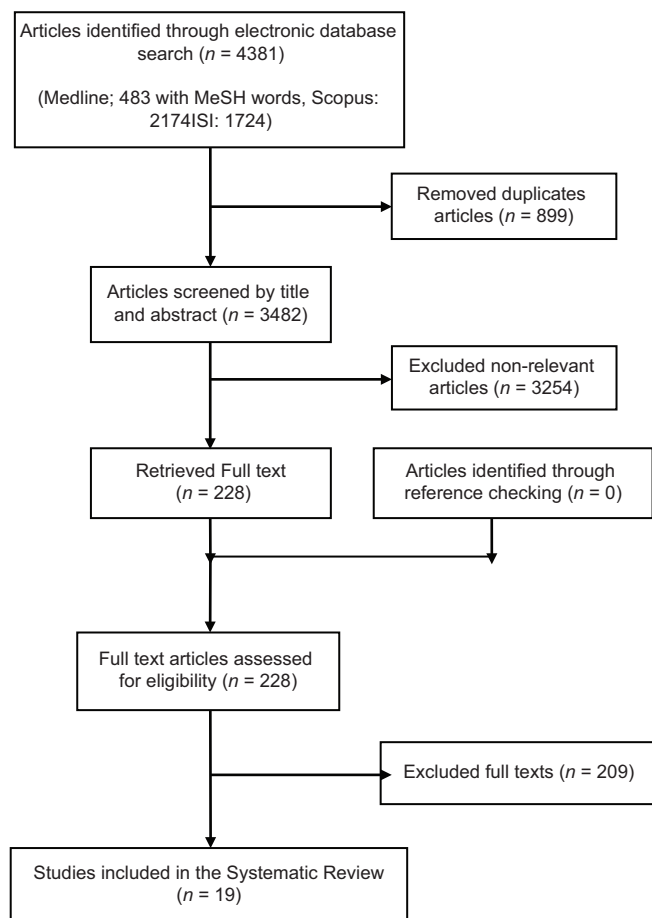 Articles identified through electronic database
search (n = 4381)
(Medline; 483 with MeSH words, Scopus:
2174ISI: 1724)
Removed duplicates
articles (n = 899)
Articles screened by title
and abstract (n = 3482)
Excluded non-relevant
articles (n = 3254)
Retrieved Full text
(n = 228)
Articles identified through
reference checking (n = 0)
Full text articles assessed
for eligibility (n = 228)
Excluded full texts (n = 209)
Studies included in the Systematic Review
(n = 19)